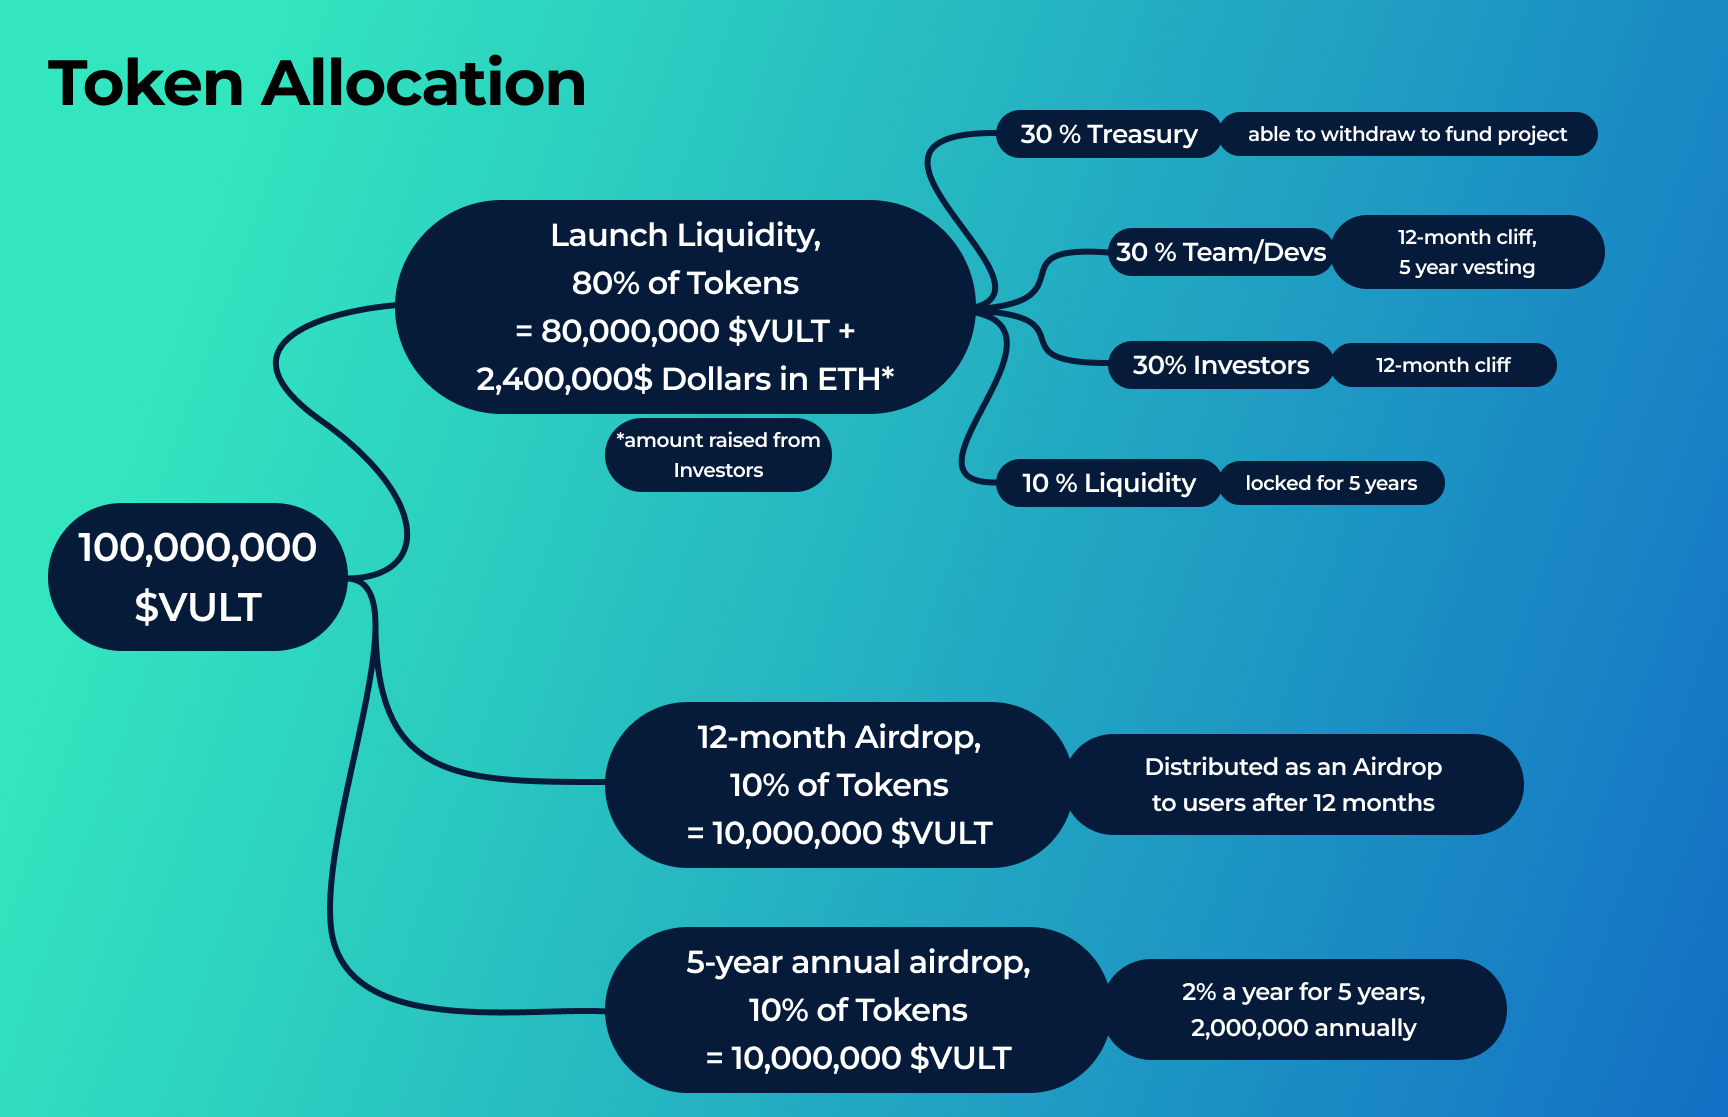 Token Allocation
30 % Treasury
able to withdraw to fund project
Launch Liquidity,
80% of Tokens
= 80,000,000 $VULT +
2,400,000$ Dollars in ETH*
*amount raised from
Investors
30 % Team/Devs
12-month cliff,
5 year vesting
30% Investors
12-month cliff
10 % Liquidity
locked for 5 years
100,000,000
$VULT
12-month Airdrop,
10% of Tokens
= 10,000,000 $VULT
Distributed as an Airdrop
to users after 12 months
5-year annual airdrop,
10% of Tokens
= 10,000,000 $VULT
2% a year for 5 years,
2,000,000 annually